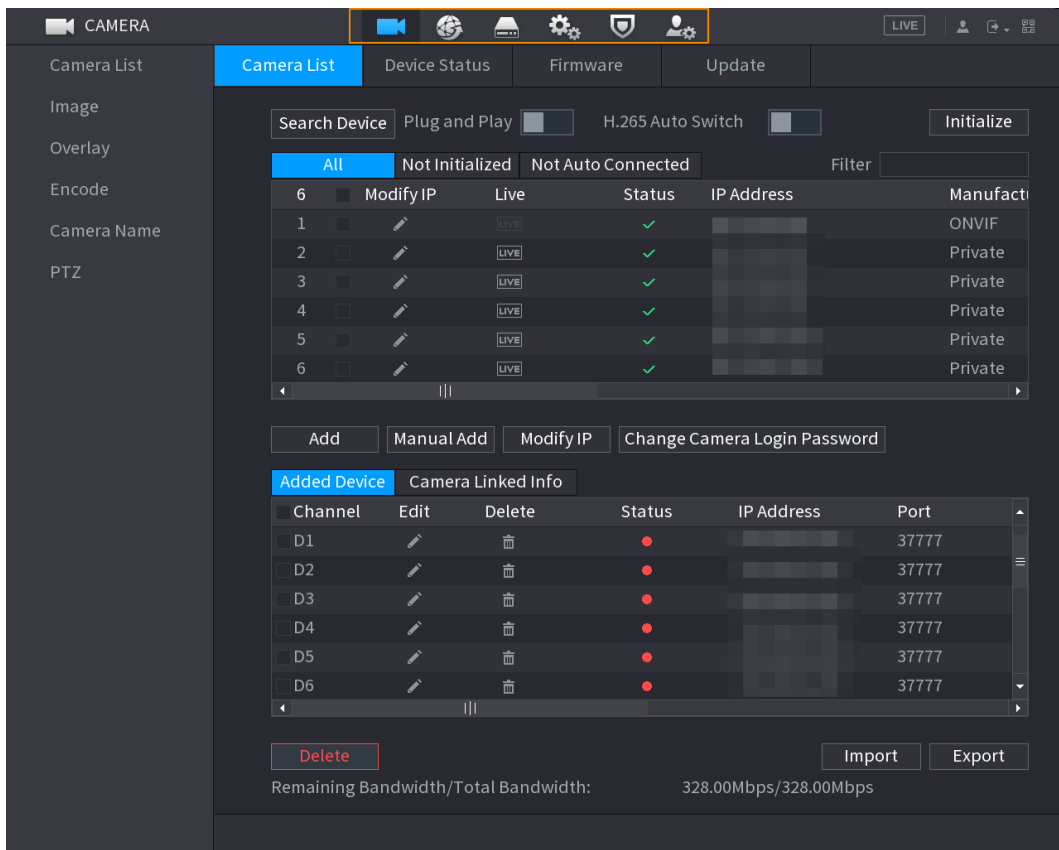 CAMERA LIVE
Camera List
Image
Overlay
Encode
Camera Name
PTZ
Camera List Device Status Firmware Update
Search Device Plug and Play H.265 Auto Switch Initialize
All Not Initialized Not Auto Connected Filter
6 Modify IP Live Status IP Address Manufactu
1 LIVE ONVIF
2 LIVE Private
3 LIVE Private
4 LIVE Private
5 LIVE Private
6 LIVE Private
Add Manual Add Modify IP Change Camera Login Password
Added Device Camera Linked Info
Channel Edit Delete Status IP Address Port
D1 37777
D2 37777
D3 37777
D4 37777
D5 37777
D6 37777
Delete Import Export
Remaining Bandwidth/Total Bandwidth: 328.00Mbps/328.00Mbps